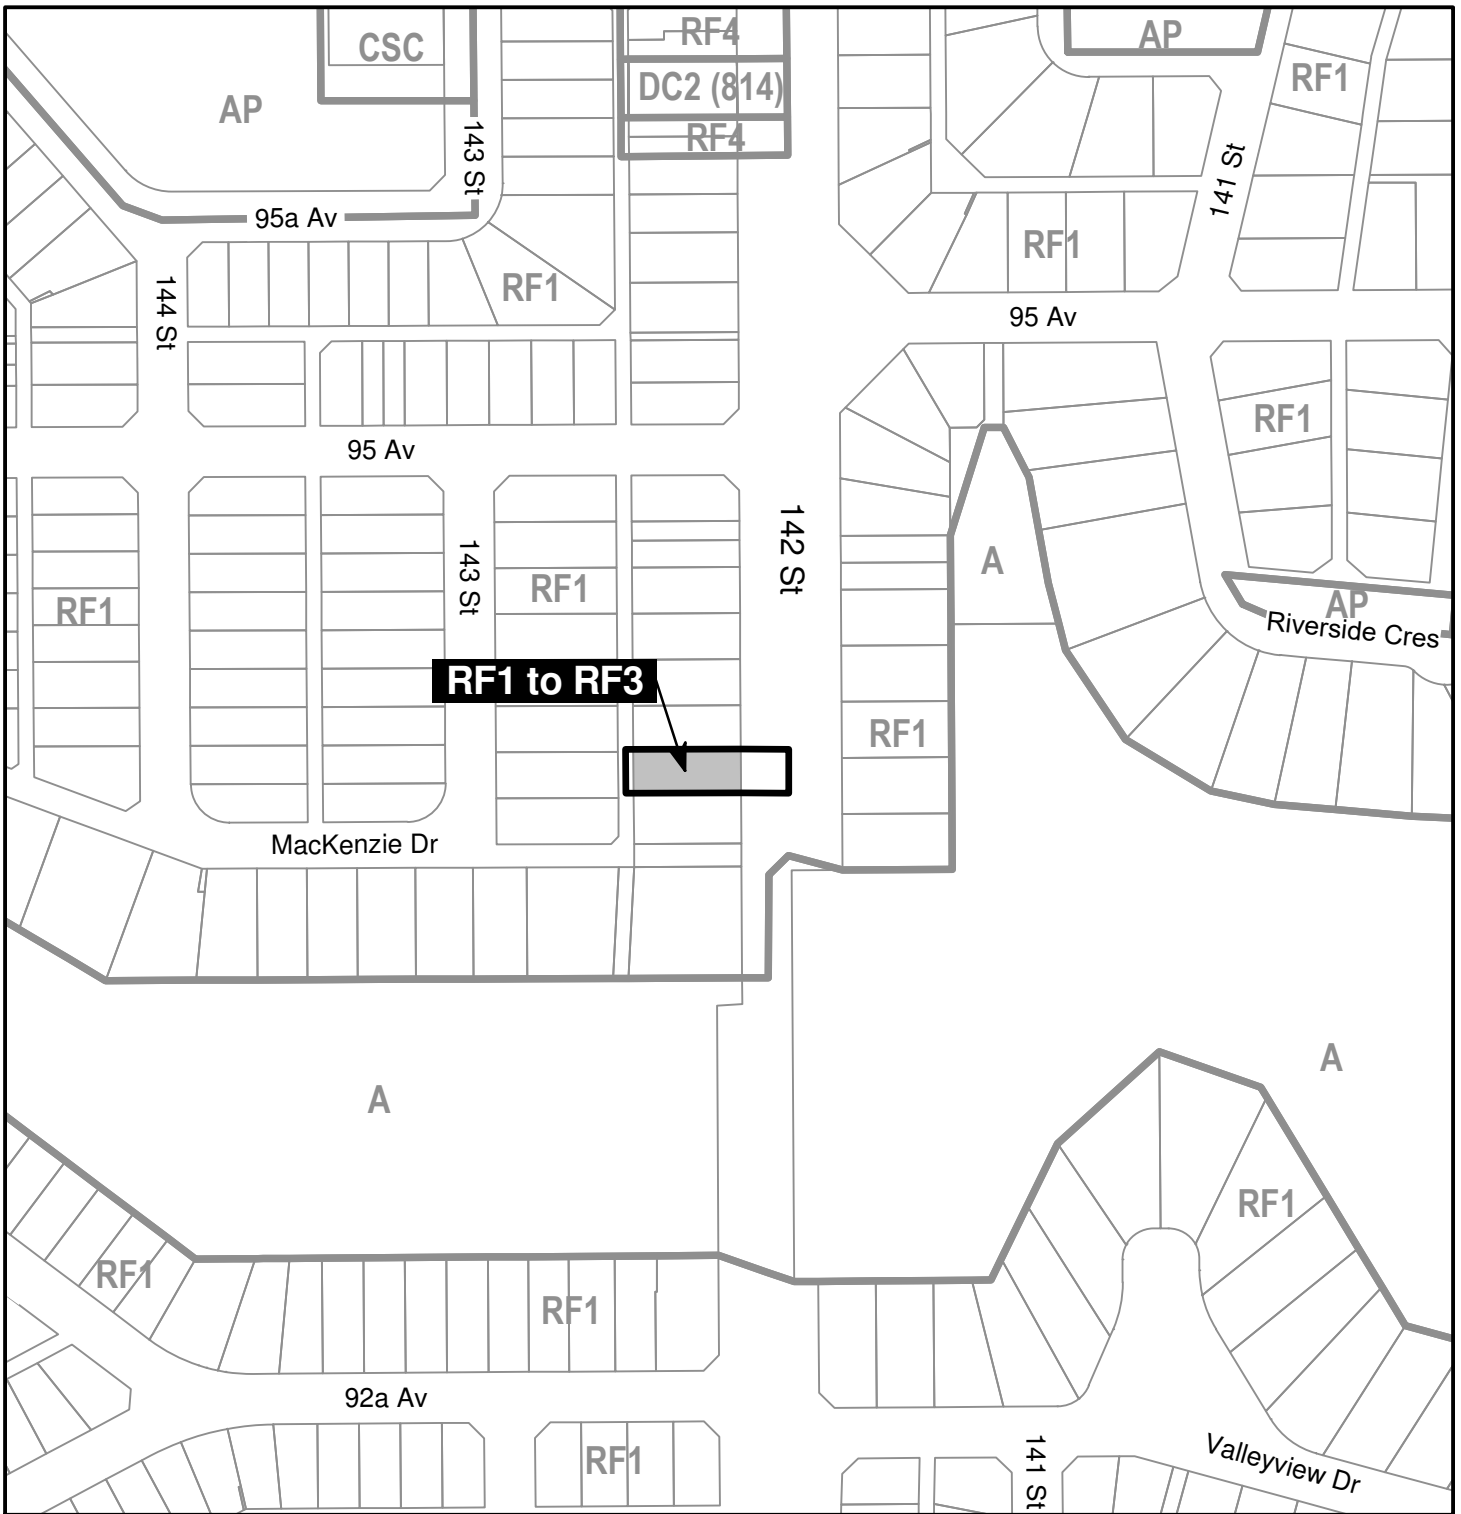 RF4
CSC
AP
AP
RF1
DC2 (814)
AP
RF4
143 St
141 St
95a Av
RF1
RF1
144 St
95 Av
RF1
95 Av
142 St
A
143 St
RF1
RF1
AP
Riverside Cres
RF1 to RF3
RF1
MacKenzie Dr
A
A
RF1
RF1
RF1
92a Av
RF1
141 St
Valleyview Dr